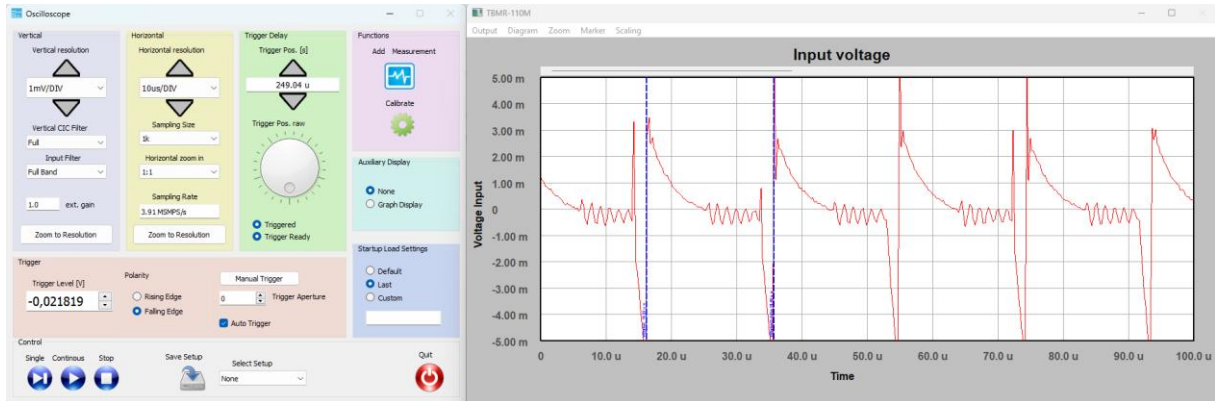 Oscilloscope
Vertical
Vertical resolution
1mV/DIV
Vertical CIC Filter
Full
Input Filter
Full Band
1.0 ext. gain
Zoom to Resolution
Horizontal
Horizontal resolution
10us/DIV
Sampling Size
1k
Horizontal zoom in
1:1
Sampling Rate
3.91MSMPS/s
Zoom to Resolution
Trigger Delay
Trigger Pos. [s]
249.04 u
Trigger Pos. raw
Triggered
Trigger Ready
Functions
Add Measurement
Calibrate
Auxiliary Display
None
Graph Display
Startup Load Settings
Default
Last
Custom
Trigger
Trigger Level [V]
-0,021819
Polarity
Rising Edge
Falling Edge
Manual Trigger
0 Trigger Aperture
Auto Trigger
Control
Single Continous Stop
Save Setup
Select Setup
None
Quit
TBMR-110M
Output Diagram Zoom Marker Scaling
Input voltage
Voltage Input
5.00 m
4.00 m
3.00 m
2.00 m
1.00 m
0
-1.00 m
-2.00 m
-3.00 m
-4.00 m
-5.00 m
0 10.0 u 20.0 u 30.0 u 40.0 u 50.0 u 60.0 u 70.0 u 80.0 u 90.0 u 100.0 u
Time